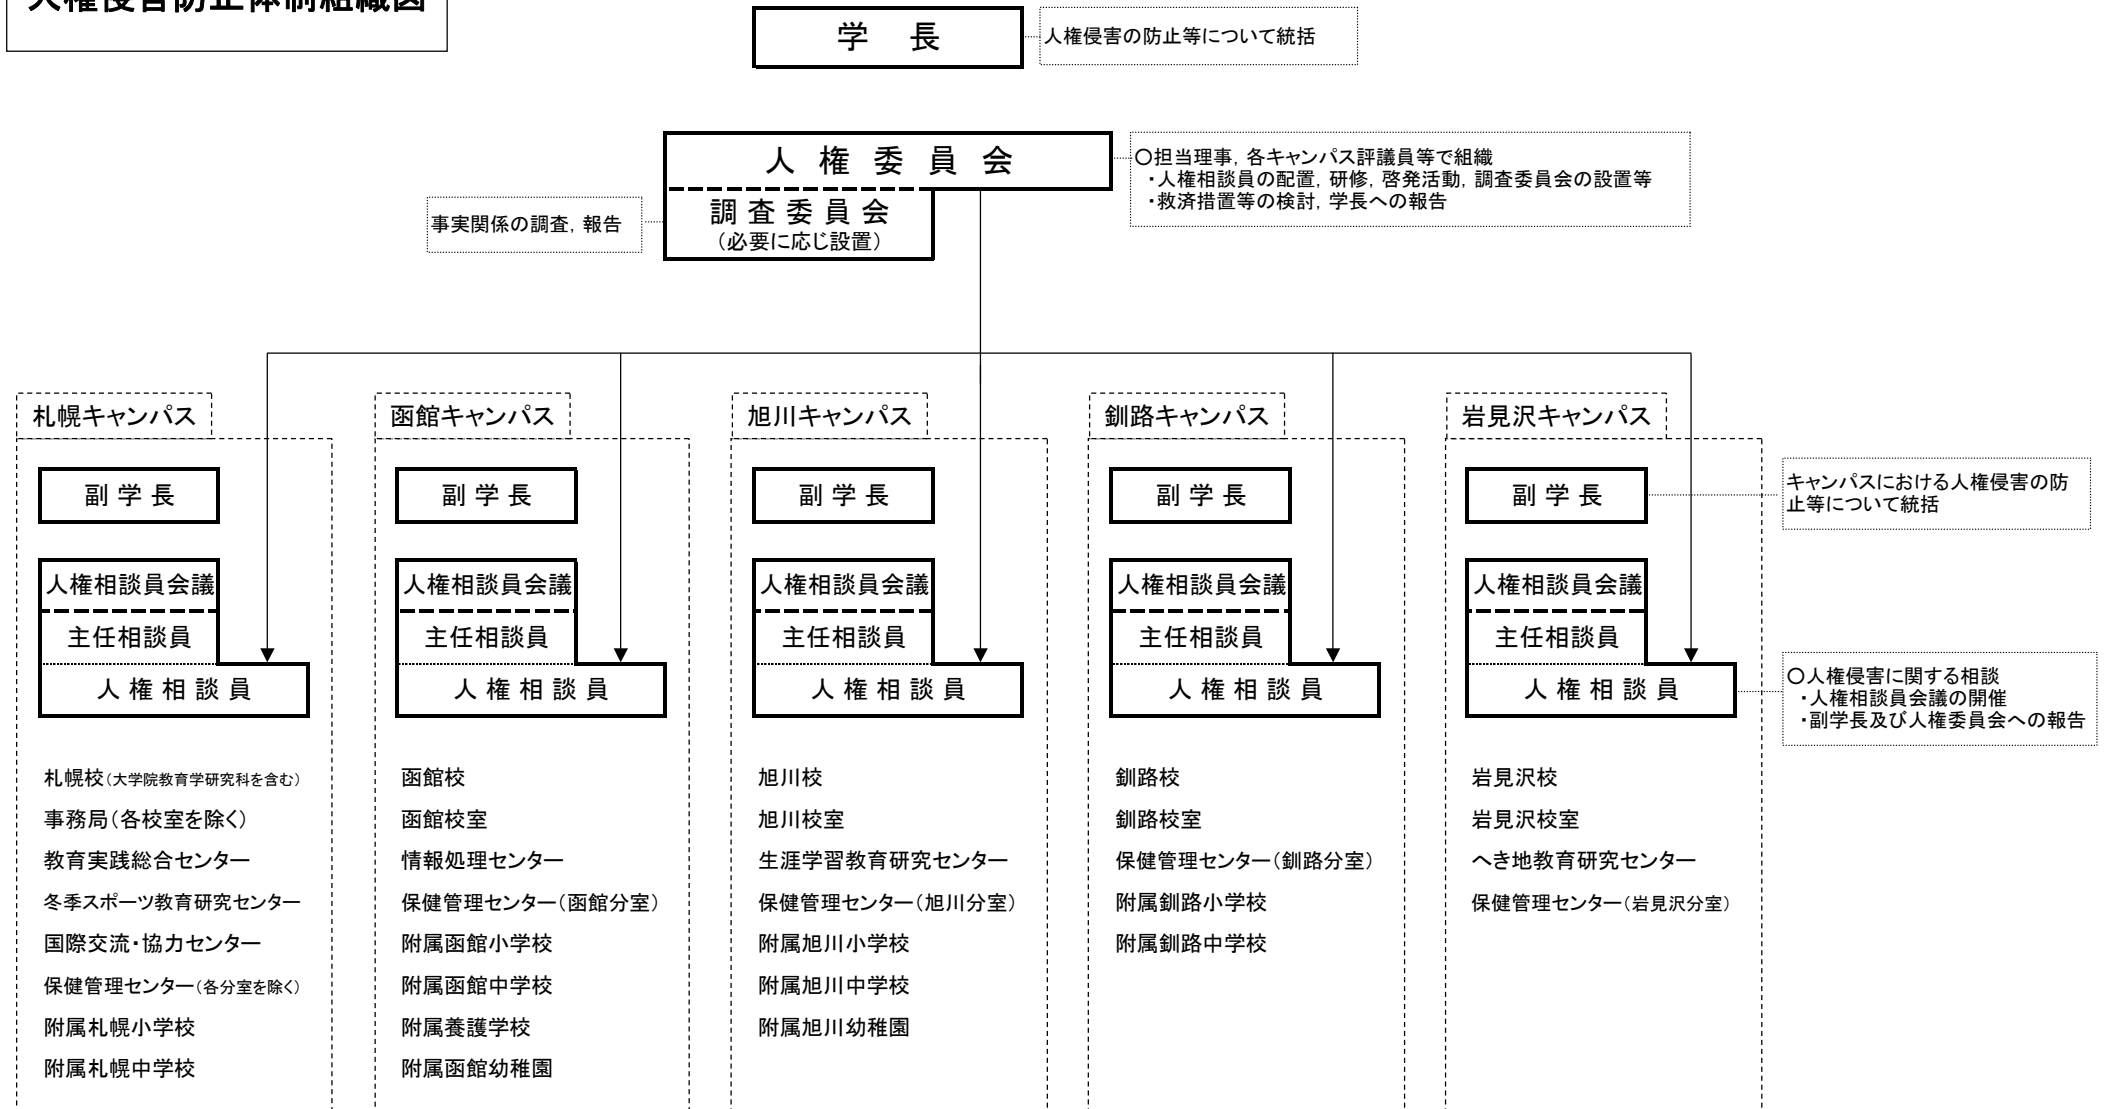 人権侵害防止体制組織図
学 長
人権侵害の防止等について統括
人 権 委 員 会
調 査 委 員 会
（必要に応じ設置）
事実関係の調査, 報告
○担当理事, 各キャンパス評議員等で組織
・人権相談員の配置, 研修, 啓発活動, 調査委員会の設置等
・救済措置等の検討, 学長への報告
札幌キャンパス
副 学 長
人権相談員会議
主任相談員
人 権 相 談 員
札幌校（大学院教育学研究科を含む）
事務局（各校室を除く）
教育実践総合センター
冬季スポーツ教育研究センター
国際交流・協力センター
保健管理センター（各分室を除く）
附属札幌小学校
附属札幌中学校
函館キャンパス
副 学 長
人権相談員会議
主任相談員
人 権 相 談 員
函館校
函館校室
情報処理センター
保健管理センター（函館分室）
附属函館小学校
附属函館中学校
附属養護学校
附属函館幼稚園
旭川キャンパス
副 学 長
人権相談員会議
主任相談員
人 権 相 談 員
旭川校
旭川校室
生涯学習教育研究センター
保健管理センター（旭川分室）
附属旭川小学校
附属旭川中学校
附属旭川幼稚園
釧路キャンパス
副 学 長
人権相談員会議
主任相談員
人 権 相 談 員
釧路校
釧路校室
保健管理センター（釧路分室）
附属釧路小学校
附属釧路中学校
岩見沢キャンパス
副 学 長
人権相談員会議
主任相談員
人 権 相 談 員
岩見沢校
岩見沢校室
へき地教育研究センター
保健管理センター（岩見沢分室）
キャンパスにおける人権侵害の防
止等について統括
○人権侵害に関する相談
・人権相談員会議の開催
・副学長及び人権委員会への報告